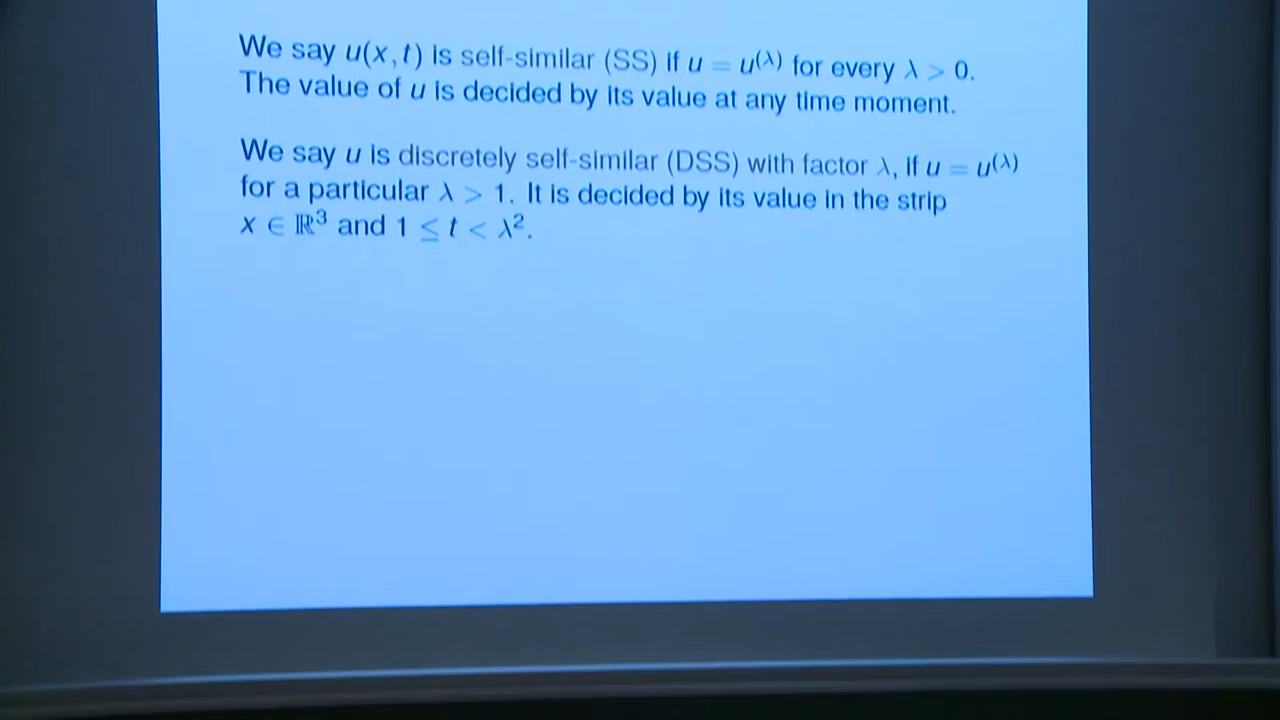 We say u(x, t) is self-similar (SS) if u = u⁽λ⁾ for every λ > 0.
The value of u is decided by its value at any time moment.
We say u is discretely self-similar (DSS) with factor λ, if u = u⁽λ⁾
for a particular λ > 1. It is decided by its value in the strip
x ∈ ℝ³ and 1 ≤ t < λ².